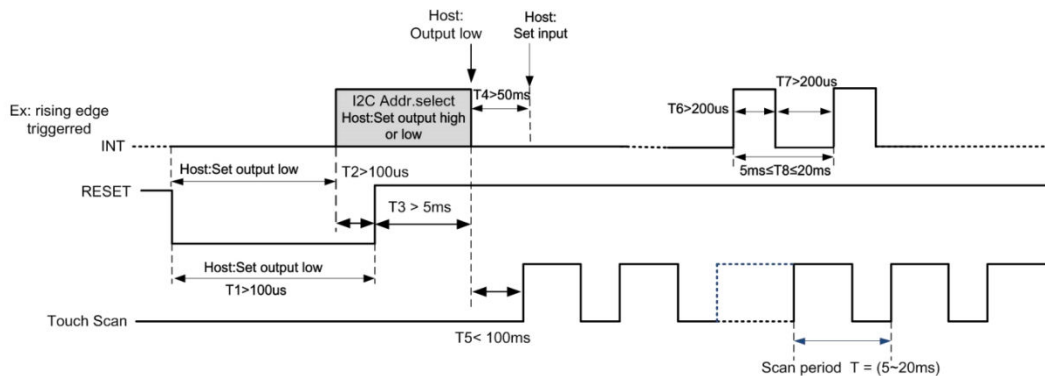 Host:
Output low
Host:
Set input
T7>200us
T4>50ms
T6>200us
Ex: rising edge
triggerred
I2C Addr.select
Host:Set output high
or low
INT
Host:Set output low
T2>100us
5ms≤T8≤20ms
RESET
T3 > 5ms
Host:Set output low
T1>100us
Touch Scan
T5< 100ms
Scan period T = (5~20ms)